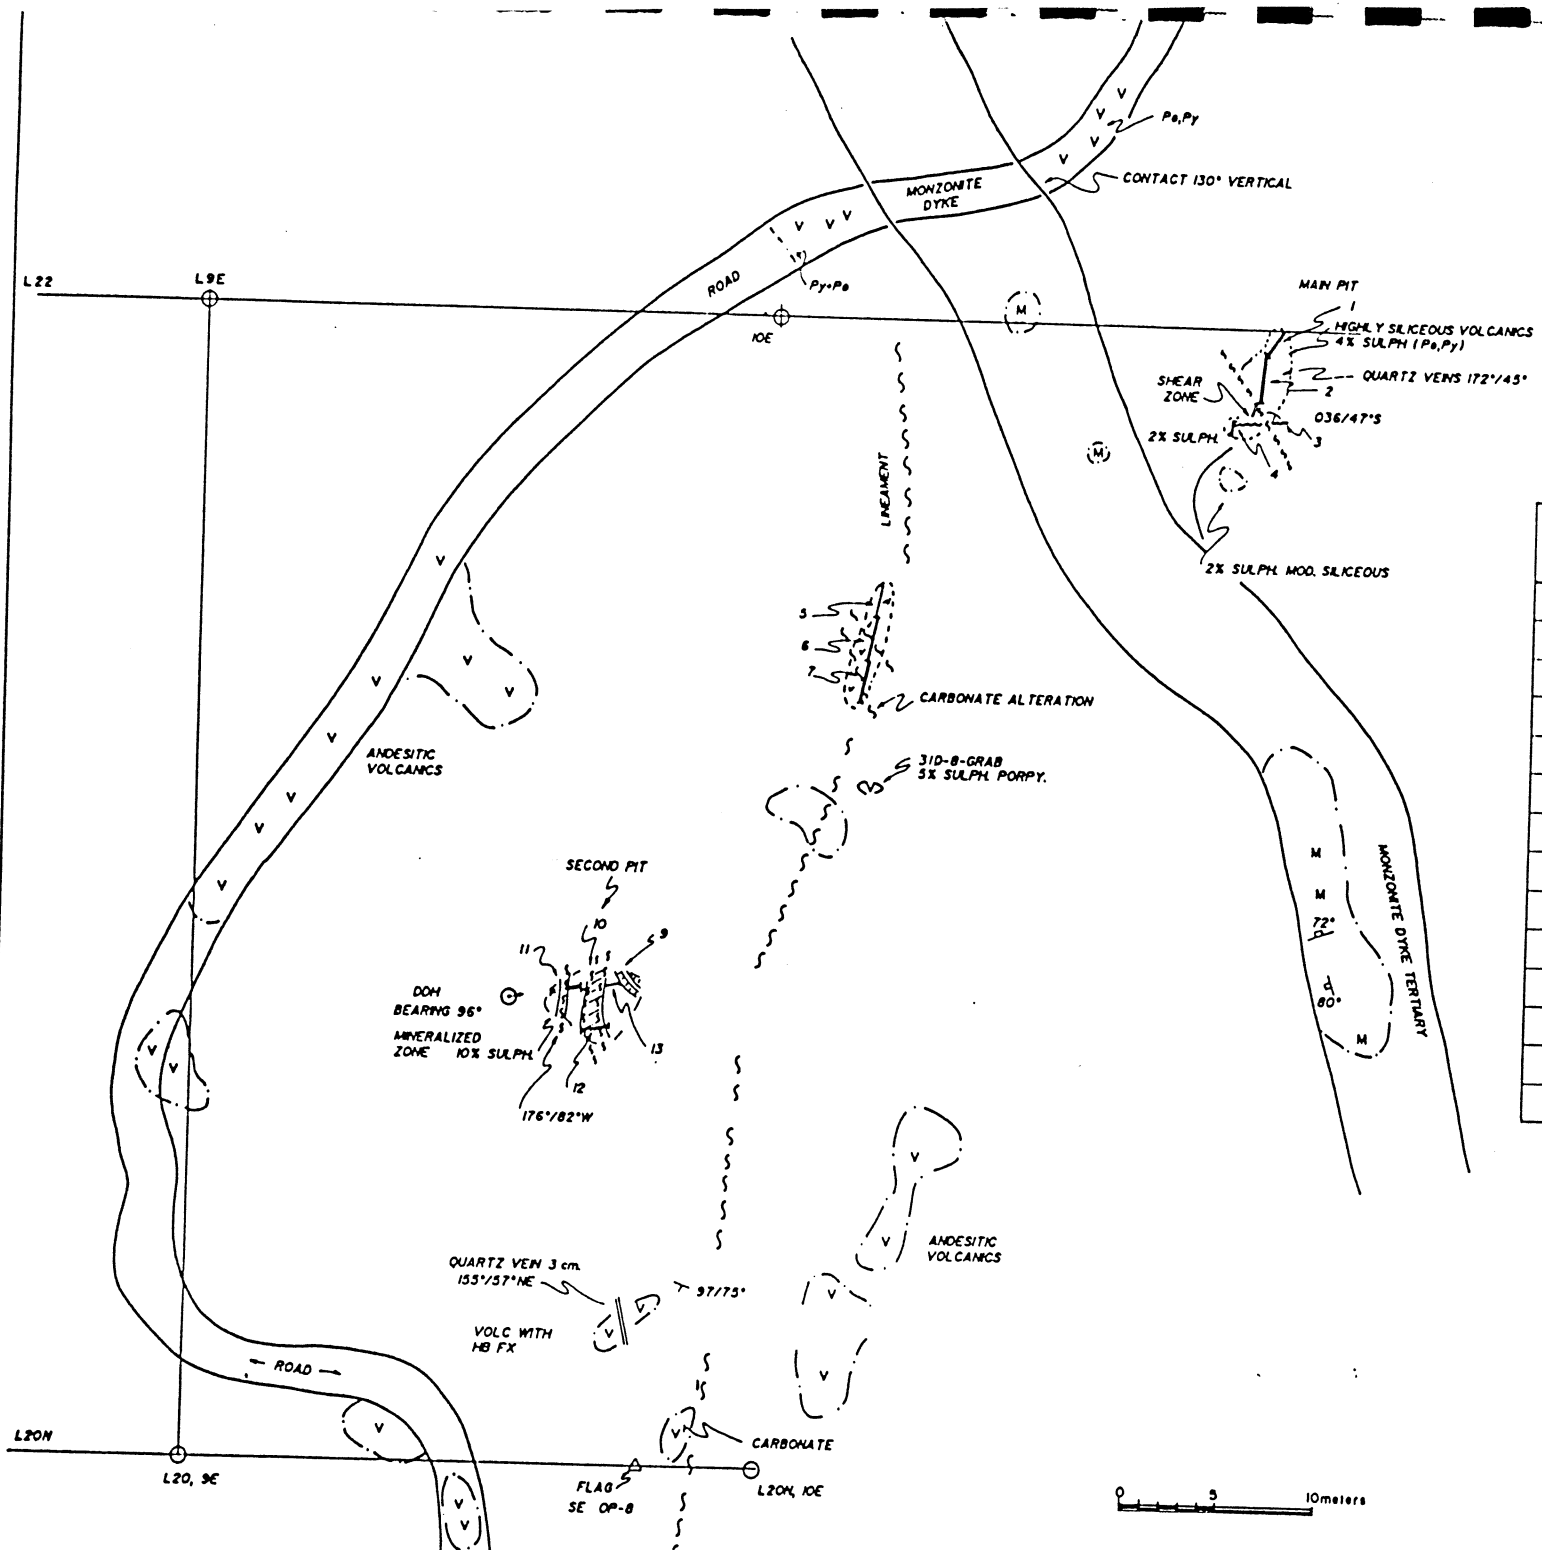 Po,Py
CONTACT 130° VERTICAL
MONZONITE
DYKE
ROAD
Py+Po
L22
L9E
10E
M
MAIN PIT
1
HIGHLY SILICEOUS VOLCANICS
4% SULPH (Po,Py)
QUARTZ VEINS 172°/45°
2
SHEAR
ZONE
036/47°S
3
2% SULPH.
4
M
LINEAMENT
2% SULPH. MOD. SILICEOUS
V
5
6
7
CARBONATE ALTERATION
ANDESITIC
VOLCANICS
31D-8-GRAB
5% SULPH. PORPY.
SECOND PIT
10
9
11
DDH
BEARING 96°
MINERALIZED
ZONE 10% SULPH.
13
12
176°/82°W
M
M
72°
80°
M
MONZONITE DYKE TERTIARY
V
V
ANDESITIC
VOLCANICS
QUARTZ VEIN 3 cm.
155°/57°NE
97/75°
VOLC WITH
HB FX
V
V
ROAD
V
L20N
L20, 9E
CARBONATE
FLAG
SE OP-8
L20N, 10E
0 5 10meters